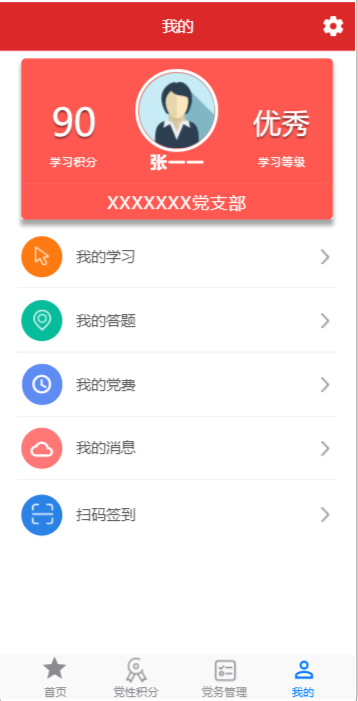 我的
90
优秀
学习积分
张一一
学习等级
XXXXXXX党支部
我的学习
我的答题
我的党费
我的消息
扫码签到
首页
党性积分
党务管理
我的